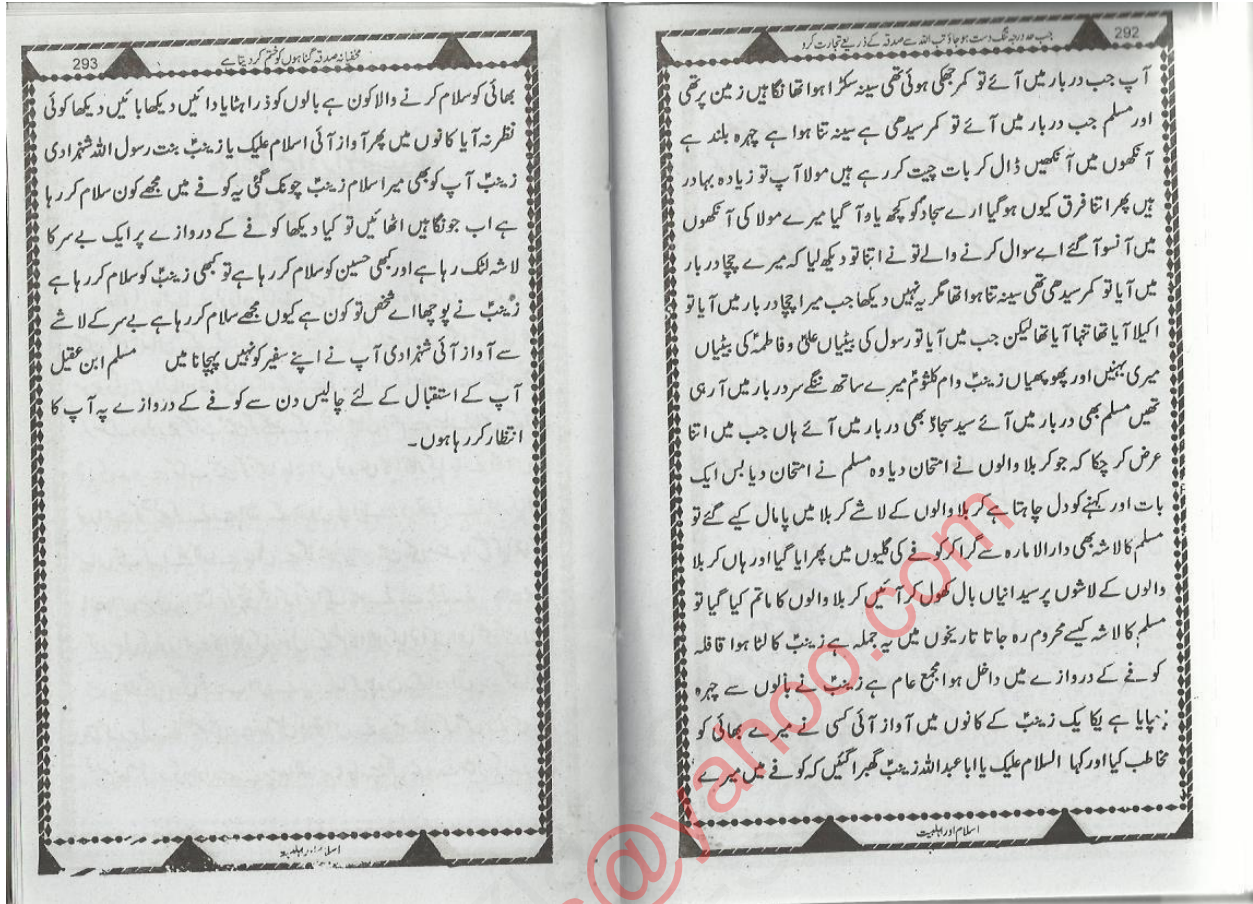 292
جب حد درجہ تنگ دست ہوجاؤ تب اللہ سے صدقہ کے ذریعے تجارت کرو
آپ جب دربار میں آئے تو کمر جھکی ہوئی تھی سینہ سکڑا ہوا تھا نگاہیں زمین پر تھی
اور مسلم جب دربار میں آئے تو کمر سیدھی ہے سینہ تنا ہوا ہے چہرہ بلند ہے
آنکھوں میں آنکھیں ڈال کر بات چیت کر رہے ہیں مولا آپ تو زیادہ بہادر
ہیں پھر اتنا فرق کیوں ہوگیا ارے سجاد کو کچھ یاد آ گیا میرے مولا کی آنکھوں
میں آنسو آ گئے اے سوال کرنے والے تو نے اتنا تو دیکھ لیا کہ میرے چچا دربار
میں آیا تو کمر سیدھی تھی سینہ تنا ہوا تھا مگر یہ نہیں دیکھا جب میرا چچا دربار میں آیا تو
اکیلا آیا تھا تنہا آیا تھا لیکن جب میں آیا تو رسول کی بیٹیاں علیؑ و فاطمہؑ کی بیٹیاں
میری بہنیں اور پھوپھیاں زینبؑ و ام کلثومؑ میرے ساتھ ننگے سر دربار میں آ رہی
تھیں مسلم بھی دربار میں آئے سید سجادؑ بھی دربار میں آئے ہاں جب میں اتنا
عرض کر چکا کہ جو کربلا والوں نے امتحان دیا وہ مسلم نے امتحان دیا بس ایک
بات اور کہنے کو دل چاہتا ہے کربلا والوں کے لاشے کربلا میں پامال کیے گئے تو
مسلم کا لاشہ بھی دارالامارہ سے گرا کر کوفے کی گلیوں میں پھرایا گیا اور ہاں کربلا
والوں کے لاشوں پر سیدانیاں بال کھول کر آئیں کربلا والوں کا ماتم کیا گیا تو
مسلم کا لاشہ کیسے محروم رہ جاتا تاریخوں میں یہ جملہ ہے زینبؑ کا لٹا ہوا قافلہ
کوفے کے دروازے میں داخل ہوا مجمع عام ہے زینبؑ نے بالوں سے چہرہ
چھپایا ہے یکا یک زینبؑ کے کانوں میں آواز آئی کسی نے میرے بھائی کو
مخاطب کیا اور کہا السلام علیک یا ابا عبداللہ زینبؑ گھبرا گئیں کہ کوفے میں میرے
اسلام اور اہلبیت
293
مخفیانہ صدقہ گناہوں کو ختم کر دیتا ہے
بھائی کو سلام کرنے والا کون ہے بالوں کو ذرا ہٹایا دائیں دیکھا بائیں دیکھا کوئی
نظر نہ آیا کانوں میں پھر آواز آئی اسلام علیک یا زینبؑ بنت رسول اللہ شہزادی
زینبؑ آپ کو بھی میرا سلام زینبؑ چونک گئی یہ کوفے میں مجھے کون سلام کر رہا
ہے اب جو نگاہیں اٹھائیں تو کیا دیکھا کوفے کے دروازے پر ایک بے سر کا
لاشہ لٹک رہا ہے اور کبھی حسین کو سلام کر رہا ہے تو کبھی زینبؑ کو سلام کر رہا ہے
زینبؑ نے پوچھا اے شخص تو کون ہے کیوں مجھے سلام کر رہا ہے بے سر کے لاشے
سے آواز آئی شہزادی آپ نے اپنے سفیر کو نہیں پہچانا میں مسلم ابن عقیل
آپ کے استقبال کے لئے چالیس دن سے کوفے کے دروازے پہ آپ کا
انتظار کر رہا ہوں۔
اسلام اور اہلبیت
s@yahoo.com